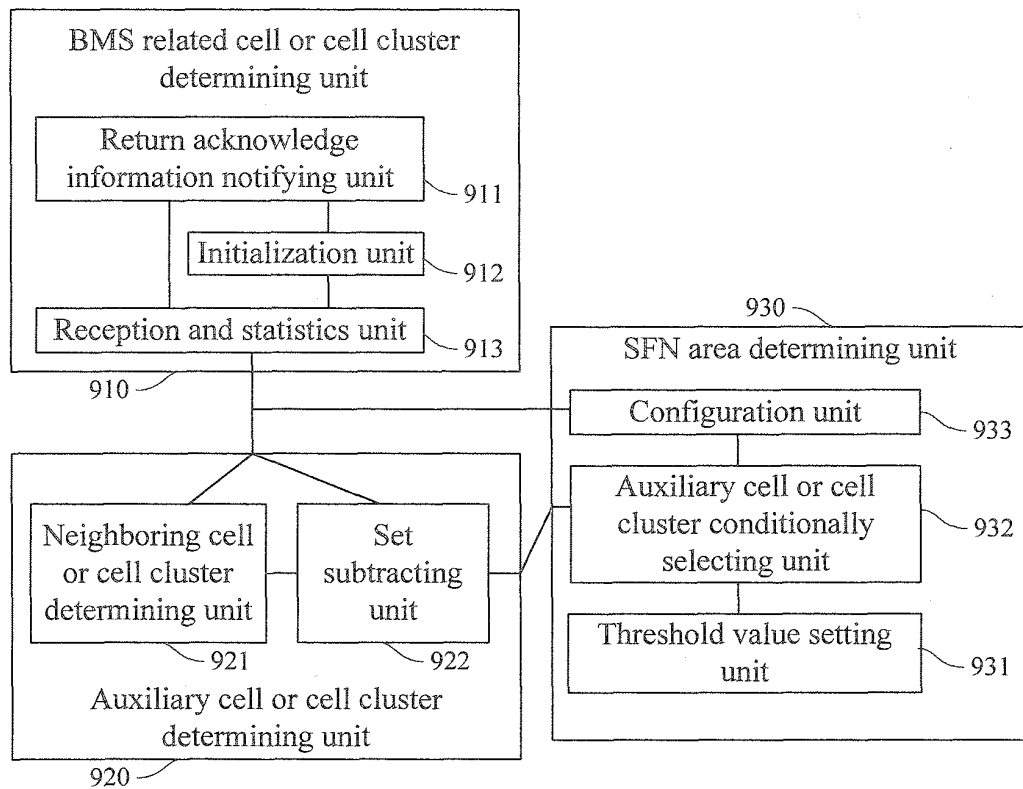 BMS related cell or cell cluster
determining unit
Return acknowledge
information notifying unit
911
Initialization unit
912
Reception and statistics unit
913
910
930
SFN area determining unit
Configuration unit
933
Auxiliary cell or cell
cluster conditionally
selecting unit
932
Threshold value setting
unit
931
Neighboring cell
or cell cluster
determining unit
921
Set
subtracting
unit
922
Auxiliary cell or cell cluster
determining unit
920